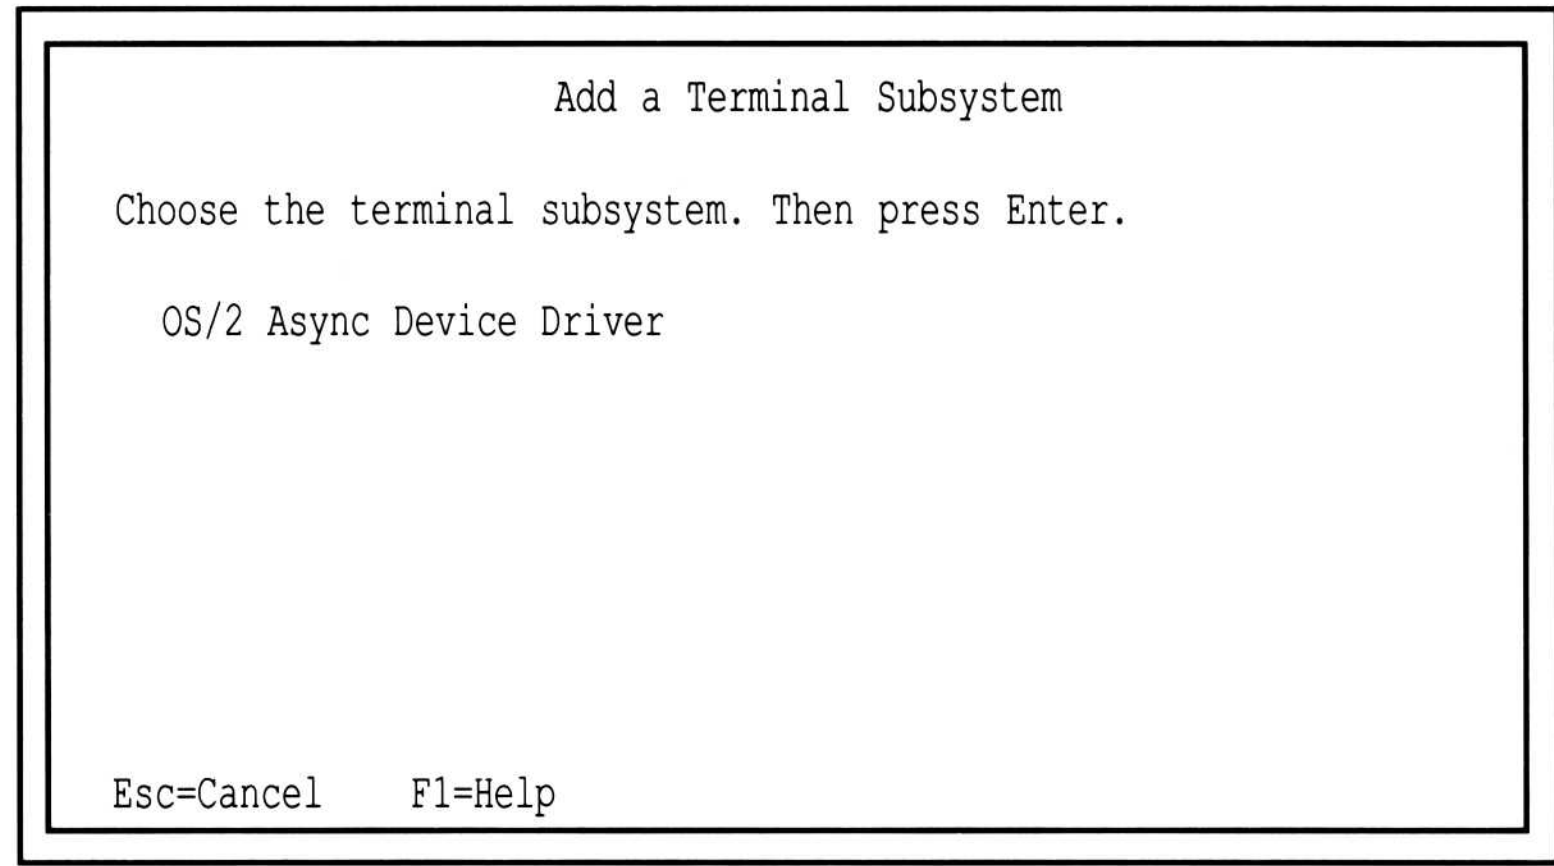 Add a Terminal Subsystem
Choose the terminal subsystem. Then press Enter.
OS/2 Async Device Driver
Esc=Cancel    F1=Help